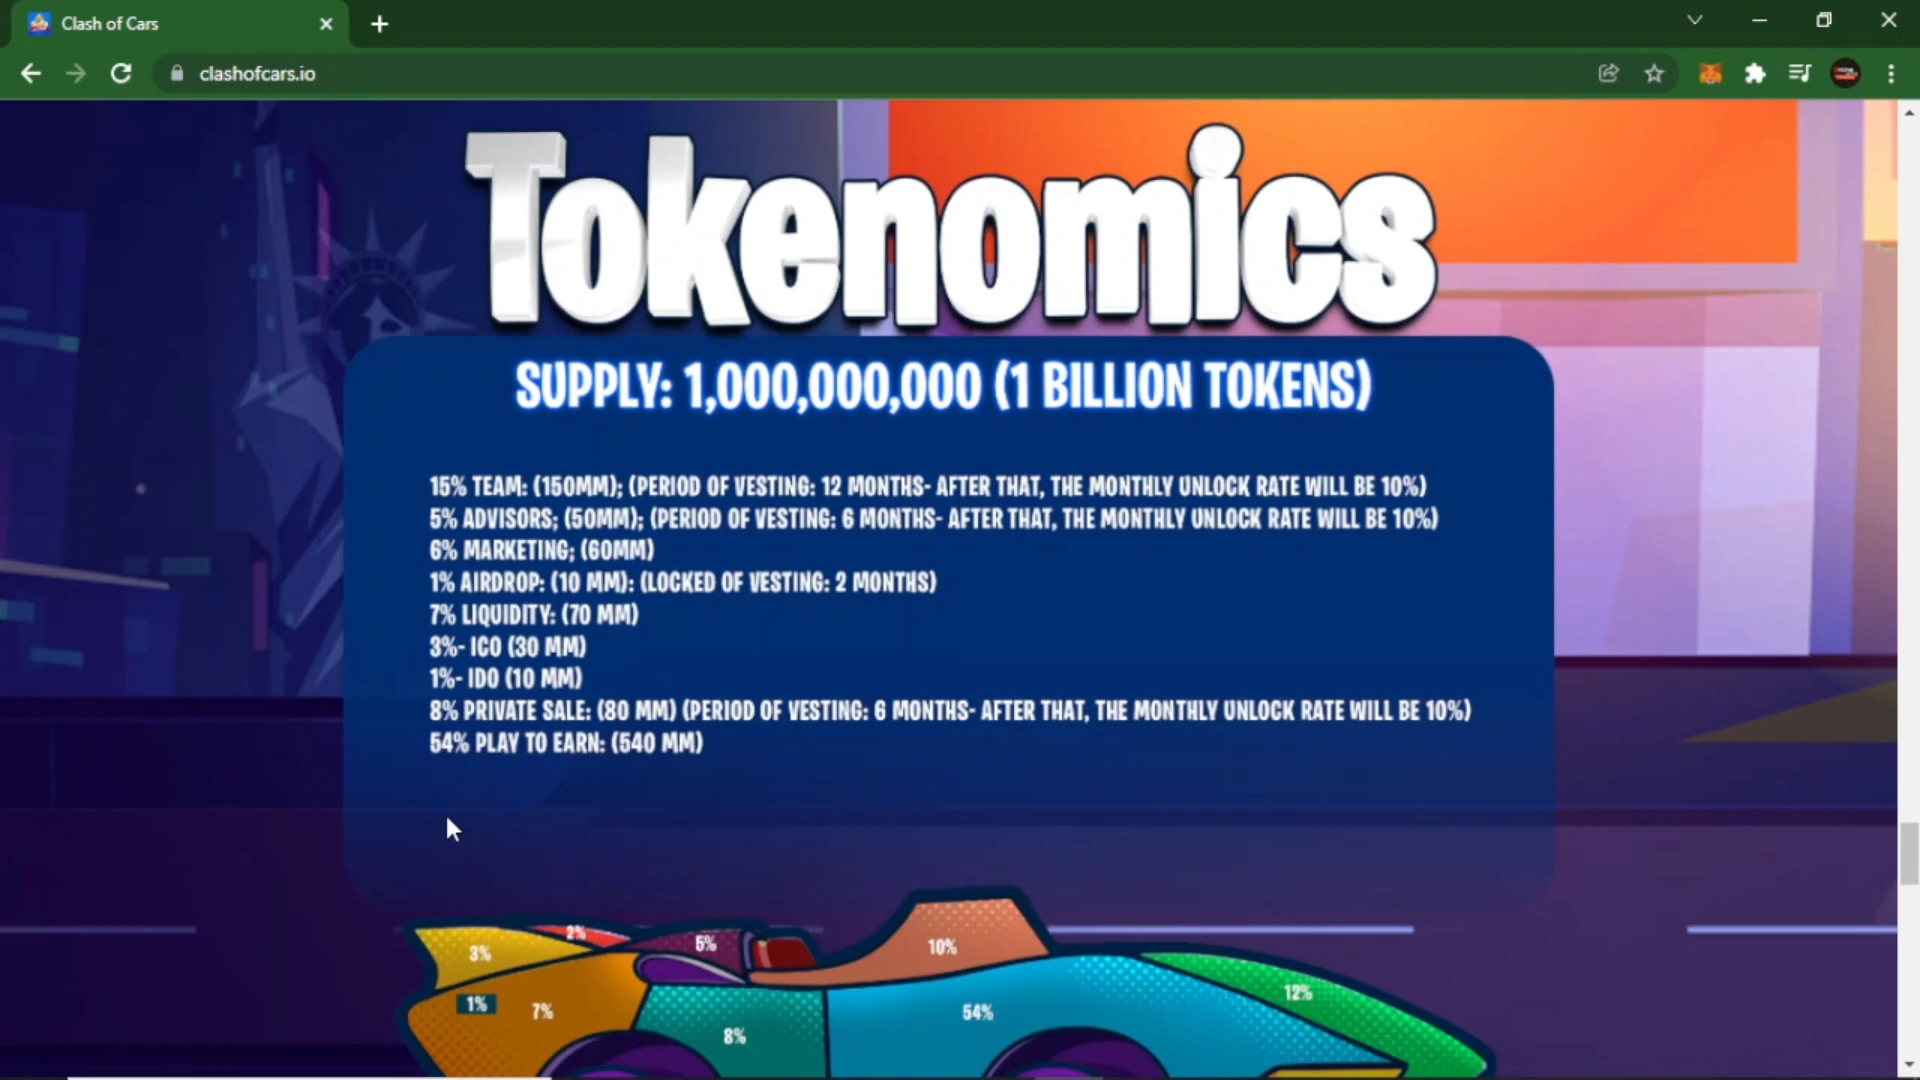 Clash of Cars
clashofcars.io
Tokenomics
SUPPLY: 1,000,000,000 (1 BILLION TOKENS)
15% TEAM: (150MM); (PERIOD OF VESTING: 12 MONTHS- AFTER THAT, THE MONTHLY UNLOCK RATE WILL BE 10%)
5% ADVISORS; (50MM); (PERIOD OF VESTING: 6 MONTHS- AFTER THAT, THE MONTHLY UNLOCK RATE WILL BE 10%)
6% MARKETING; (60MM)
1% AIRDROP: (10 MM): (LOCKED OF VESTING: 2 MONTHS)
7% LIQUIDITY: (70 MM)
3%- ICO (30 MM)
1%- IDO (10 MM)
8% PRIVATE SALE: (80 MM) (PERIOD OF VESTING: 6 MONTHS- AFTER THAT, THE MONTHLY UNLOCK RATE WILL BE 10%)
54% PLAY TO EARN: (540 MM)
3% 2% 5% 10%
1% 7% 8% 54% 12%